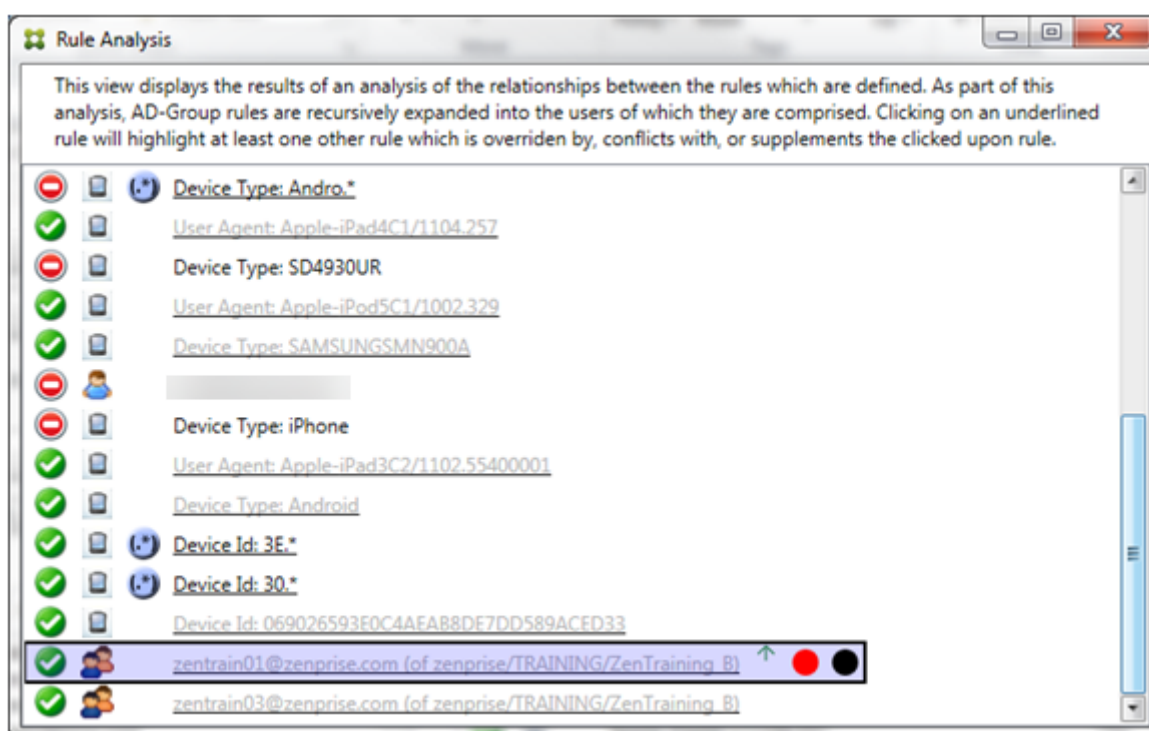 Rule Analysis
This view displays the results of an analysis of the relationships between the rules which are defined. As part of this
analysis, AD-Group rules are recursively expanded into the users of which they are comprised. Clicking on an underlined
rule will highlight at least one other rule which is overriden by, conflicts with, or supplements the clicked upon rule.
(.*) Device Type: Andro.*
User Agent: Apple-iPad4C1/1104.257
Device Type: SD4930UR
User Agent: Apple-iPod5C1/1002.329
Device Type: SAMSUNGSMN900A
Device Type: iPhone
User Agent: Apple-iPad3C2/1102.55400001
Device Type: Android
(.*) Device Id: 3E.*
(.*) Device Id: 30.*
Device Id: 069026593E0C4AEAB8DE7DD589ACED33
zentrain01@zenprise.com (of zenprise/TRAINING/ZenTraining_B)
zentrain03@zenprise.com (of zenprise/TRAINING/ZenTraining_B)